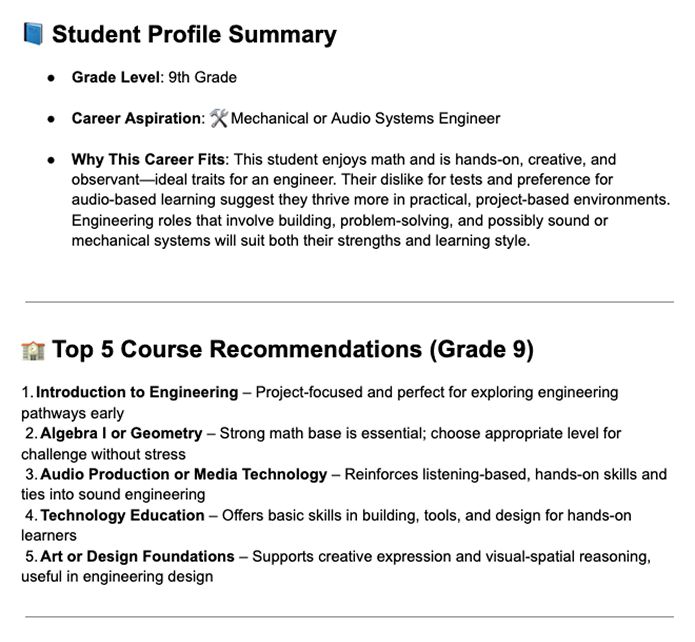 📘 Student Profile Summary
● Grade Level: 9th Grade
● Career Aspiration: 🛠️ Mechanical or Audio Systems Engineer
● Why This Career Fits: This student enjoys math and is hands-on, creative, and
observant—ideal traits for an engineer. Their dislike for tests and preference for
audio-based learning suggest they thrive more in practical, project-based environments.
Engineering roles that involve building, problem-solving, and possibly sound or
mechanical systems will suit both their strengths and learning style.
🏫 Top 5 Course Recommendations (Grade 9)
1. Introduction to Engineering – Project-focused and perfect for exploring engineering
pathways early
2. Algebra I or Geometry – Strong math base is essential; choose appropriate level for
challenge without stress
3. Audio Production or Media Technology – Reinforces listening-based, hands-on skills and
ties into sound engineering
4. Technology Education – Offers basic skills in building, tools, and design for hands-on
learners
5. Art or Design Foundations – Supports creative expression and visual-spatial reasoning,
useful in engineering design